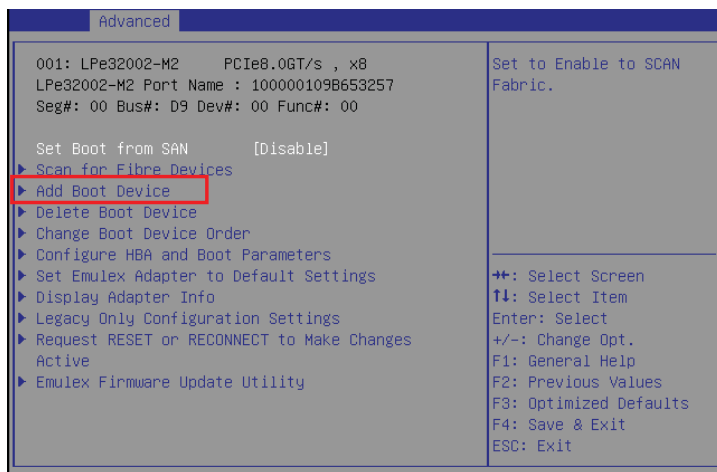 Advanced
001: LPe32002-M2 PCIe8.0GT/s , x8
LPe32002-M2 Port Name : 100000109B653257
Seg#: 00 Bus#: D9 Dev#: 00 Func#: 00
Set Boot from SAN [Disable]
Scan for Fibre Devices
Add Boot Device
Delete Boot Device
Change Boot Device Order
Configure HBA and Boot Parameters
Set Emulex Adapter to Default Settings
Display Adapter Info
Legacy Only Configuration Settings
Request RESET or RECONNECT to Make Changes
Active
Emulex Firmware Update Utility
Set to Enable to SCAN
Fabric.
→←: Select Screen
↑↓: Select Item
Enter: Select
+/-: Change Opt.
F1: General Help
F2: Previous Values
F3: Optimized Defaults
F4: Save & Exit
ESC: Exit